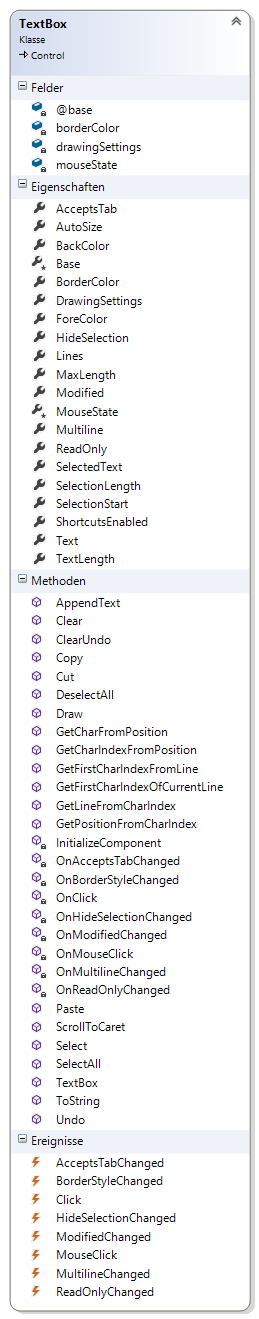 TextBox
Klasse
Control
Felder
@base
borderColor
drawingSettings
mouseState
Eigenschaften
AcceptsTab
AutoSize
BackColor
Base
BorderColor
DrawingSettings
ForeColor
HideSelection
Lines
MaxLength
Modified
MouseState
Multiline
ReadOnly
SelectedText
SelectionLength
SelectionStart
ShortcutsEnabled
Text
TextLength
Methoden
AppendText
Clear
ClearUndo
Copy
Cut
DeselectAll
Draw
GetCharFromPosition
GetCharIndexFromPosition
GetFirstCharIndexFromLine
GetFirstCharIndexOfCurrentLine
GetLineFromCharIndex
GetPositionFromCharIndex
InitializeComponent
OnAcceptsTabChanged
OnBorderStyleChanged
OnClick
OnHideSelectionChanged
OnModifiedChanged
OnMouseClick
OnMultilineChanged
OnReadOnlyChanged
Paste
ScrollToCaret
Select
SelectAll
TextBox
ToString
Undo
Ereignisse
AcceptsTabChanged
BorderStyleChanged
Click
HideSelectionChanged
ModifiedChanged
MouseClick
MultilineChanged
ReadOnlyChanged